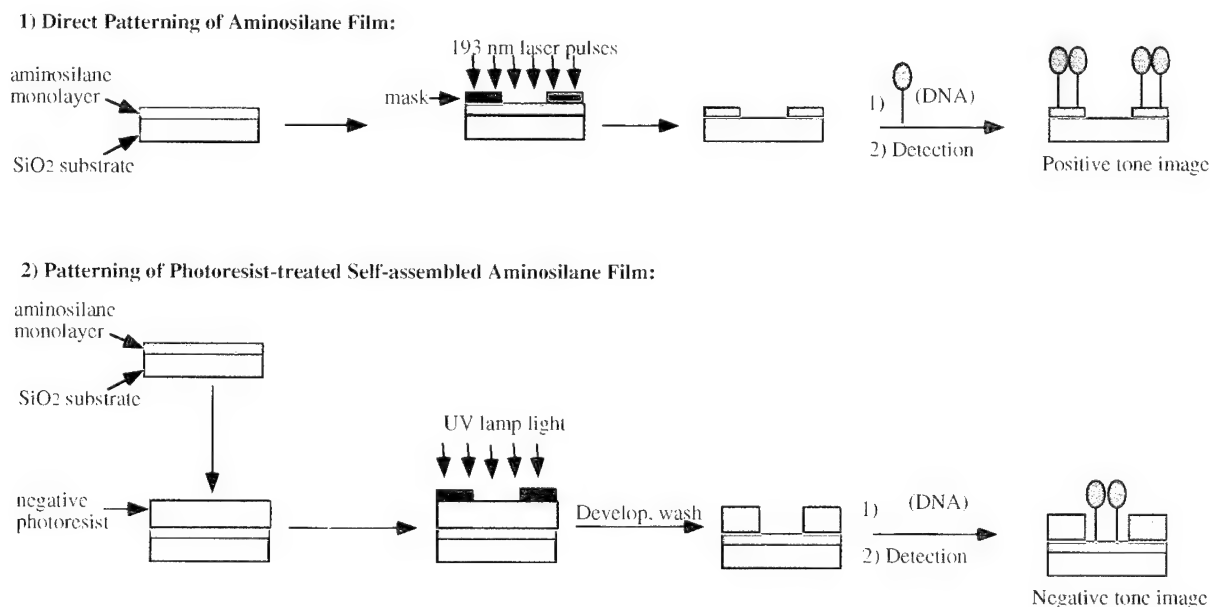 1) Direct Patterning of Aminosilane Film:
193 nm laser pulses
aminosilane
monolayer
mask
SiO2 substrate
1) (DNA)
2) Detection
Positive tone image
2) Patterning of Photoresist-treated Self-assembled Aminosilane Film:
aminosilane
monolayer
SiO2 substrate
UV lamp light
negative
photoresist
Develop, wash
1) (DNA)
2) Detection
Negative tone image